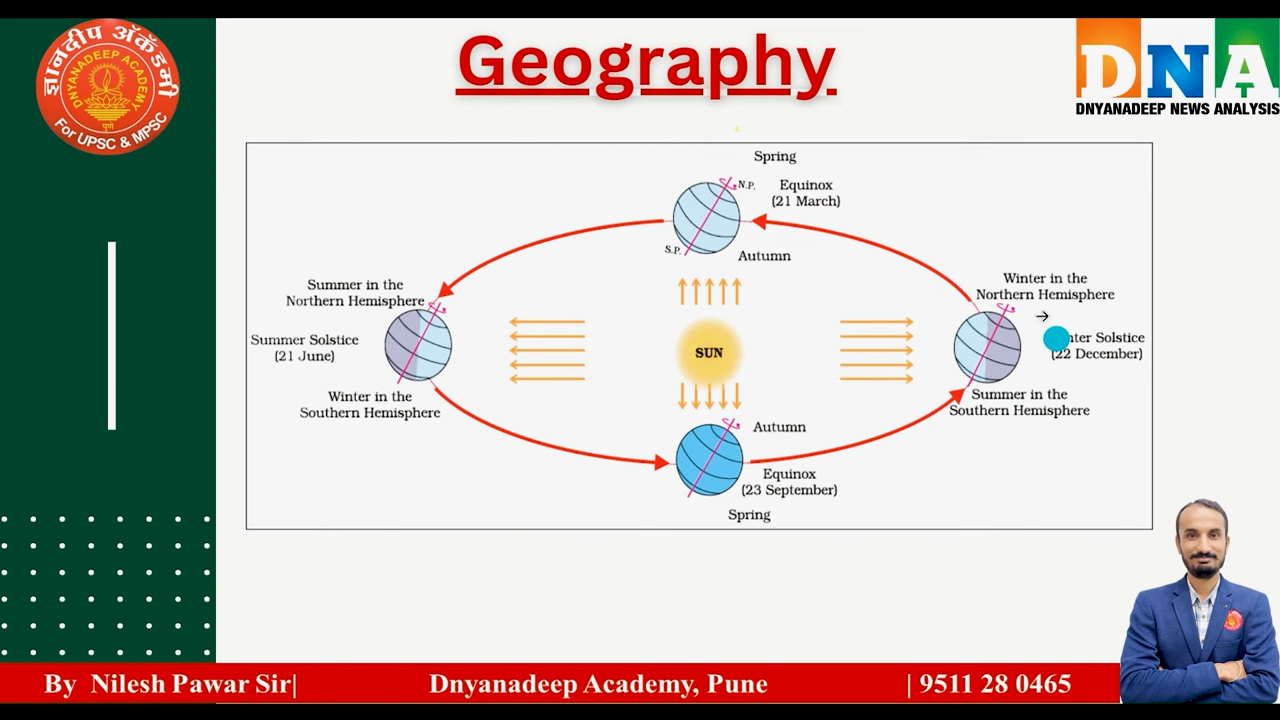 ज्ञानदीप अ‍ॅकॅडमी
DNYANADEEP ACADEMY
पुणे
For UPSC & MPSC
Geography
DNA
DNYANADEEP NEWS ANALYSIS
Spring
N.P.
Equinox
(21 March)
S.P.
Autumn
Summer in the
Northern Hemisphere
Summer Solstice
(21 June)
Winter in the
Southern Hemisphere
SUN
Winter in the
Northern Hemisphere
Solstice
(22 December)
Summer in the
Southern Hemisphere
Autumn
Equinox
(23 September)
Spring
By Nilesh Pawar Sir|
Dnyanadeep Academy, Pune
| 9511 28 0465